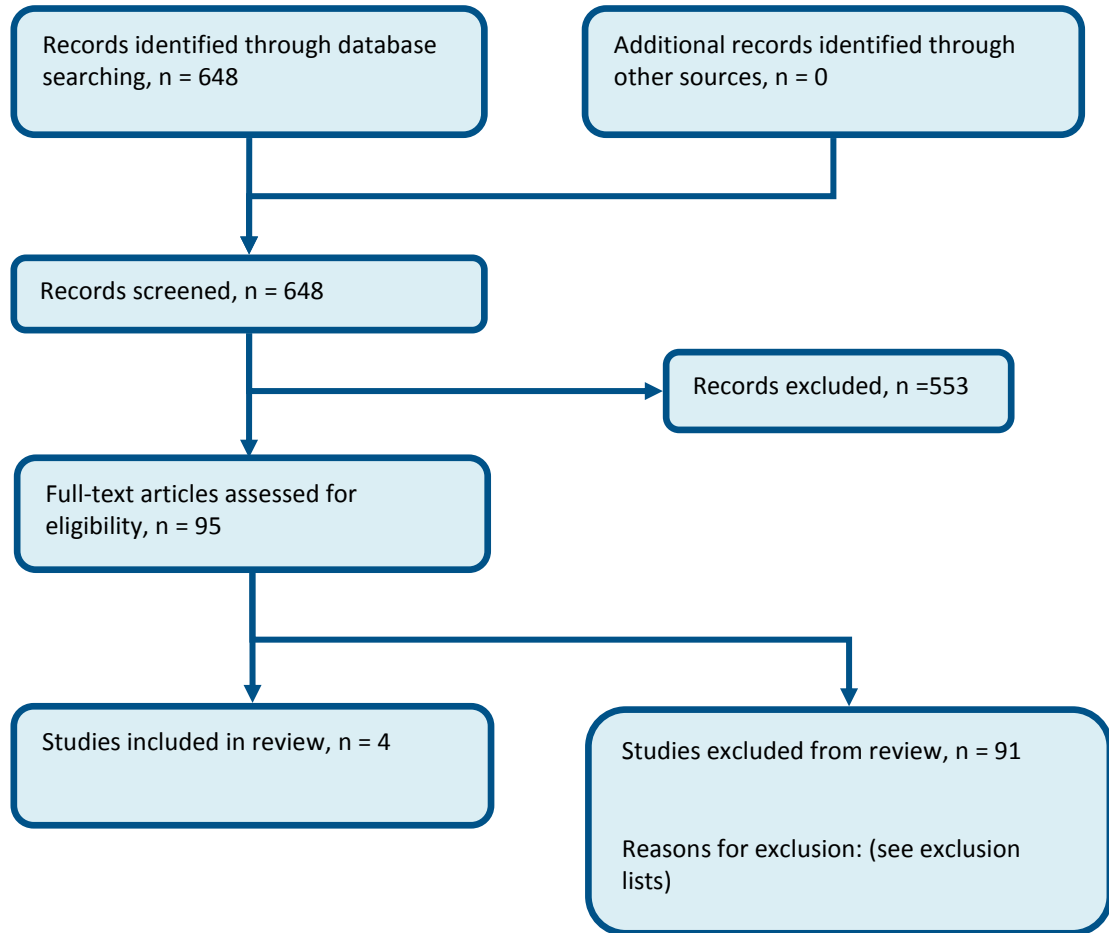 Records identified through database
searching, n = 648
Additional records identified through
other sources, n = 0
Records screened, n = 648
Records excluded, n =553
Full-text articles assessed for
eligibility, n = 95
Studies included in review, n = 4
Studies excluded from review, n = 91
Reasons for exclusion: (see exclusion
lists)